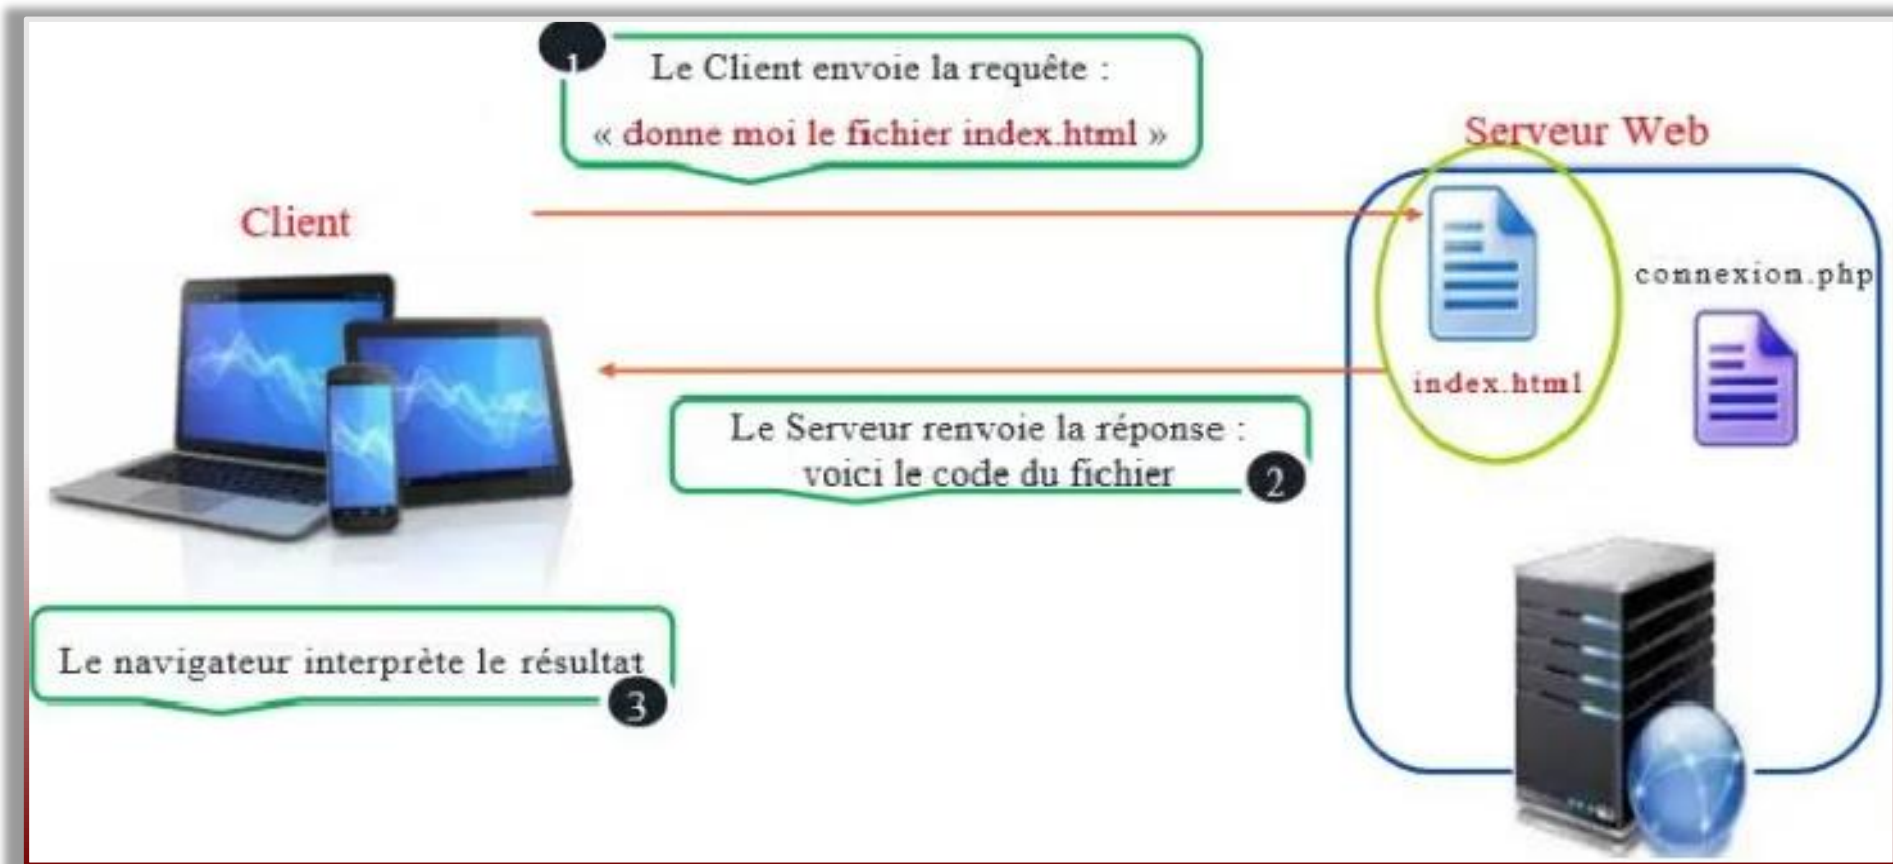 1
Le Client envoie la requête :
« donne moi le fichier index.html »
Serveur Web
Client
connexion.php
index.html
Le Serveur renvoie la réponse :
voici le code du fichier
2
Le navigateur interprète le résultat
3